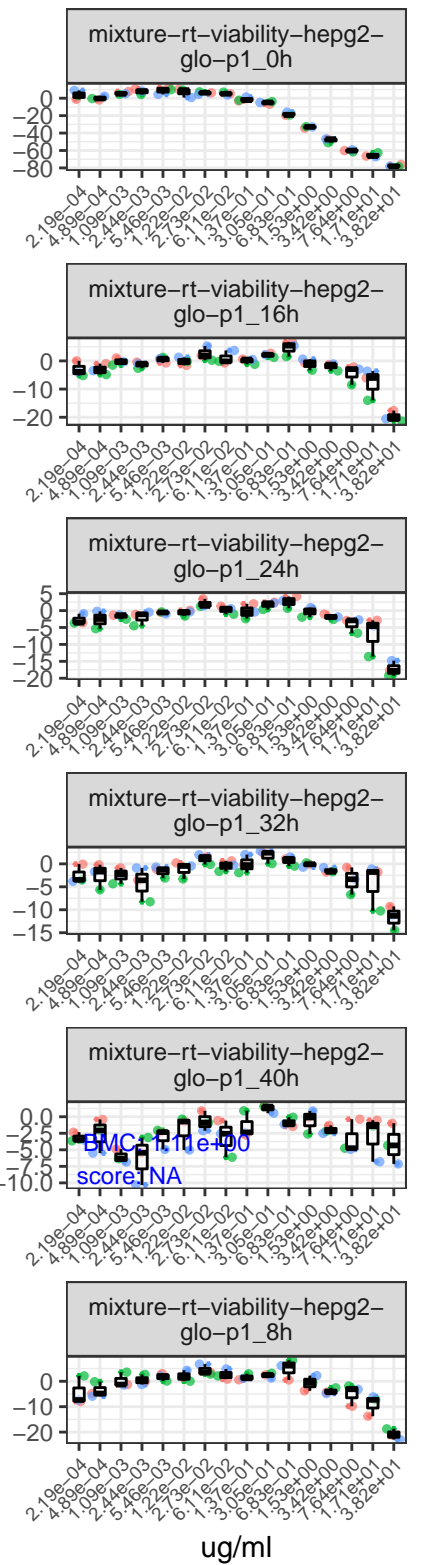 mixture−rt−viability−hepg2−
glo−p1_0h
0
−20
−40
−60
−80
2.19e−04
4.89e−04
1.09e−03
2.44e−03
5.46e−03
1.22e−02
2.73e−02
6.11e−02
1.37e−01
3.05e−01
6.83e−01
1.53e+00
3.42e+00
7.64e+00
1.71e+01
3.82e+01
mixture−rt−viability−hepg2−
glo−p1_16h
0
−10
−20
2.19e−04
4.89e−04
1.09e−03
2.44e−03
5.46e−03
1.22e−02
2.73e−02
6.11e−02
1.37e−01
3.05e−01
6.83e−01
1.53e+00
3.42e+00
7.64e+00
1.71e+01
3.82e+01
mixture−rt−viability−hepg2−
glo−p1_24h
5
0
−5
−10
−15
−20
2.19e−04
4.89e−04
1.09e−03
2.44e−03
5.46e−03
1.22e−02
2.73e−02
6.11e−02
1.37e−01
3.05e−01
6.83e−01
1.53e+00
3.42e+00
7.64e+00
1.71e+01
3.82e+01
mixture−rt−viability−hepg2−
glo−p1_32h
0
−5
−10
−15
2.19e−04
4.89e−04
1.09e−03
2.44e−03
5.46e−03
1.22e−02
2.73e−02
6.11e−02
1.37e−01
3.05e−01
6.83e−01
1.53e+00
3.42e+00
7.64e+00
1.71e+01
3.82e+01
mixture−rt−viability−hepg2−
glo−p1_40h
0.0
−2.5
−5.0
−7.5
−10.0
BMC: 1.11e+00
score: NA
2.19e−04
4.89e−04
1.09e−03
2.44e−03
5.46e−03
1.22e−02
2.73e−02
6.11e−02
1.37e−01
3.05e−01
6.83e−01
1.53e+00
3.42e+00
7.64e+00
1.71e+01
3.82e+01
mixture−rt−viability−hepg2−
glo−p1_8h
0
−10
−20
2.19e−04
4.89e−04
1.09e−03
2.44e−03
5.46e−03
1.22e−02
2.73e−02
6.11e−02
1.37e−01
3.05e−01
6.83e−01
1.53e+00
3.42e+00
7.64e+00
1.71e+01
3.82e+01
ug/ml